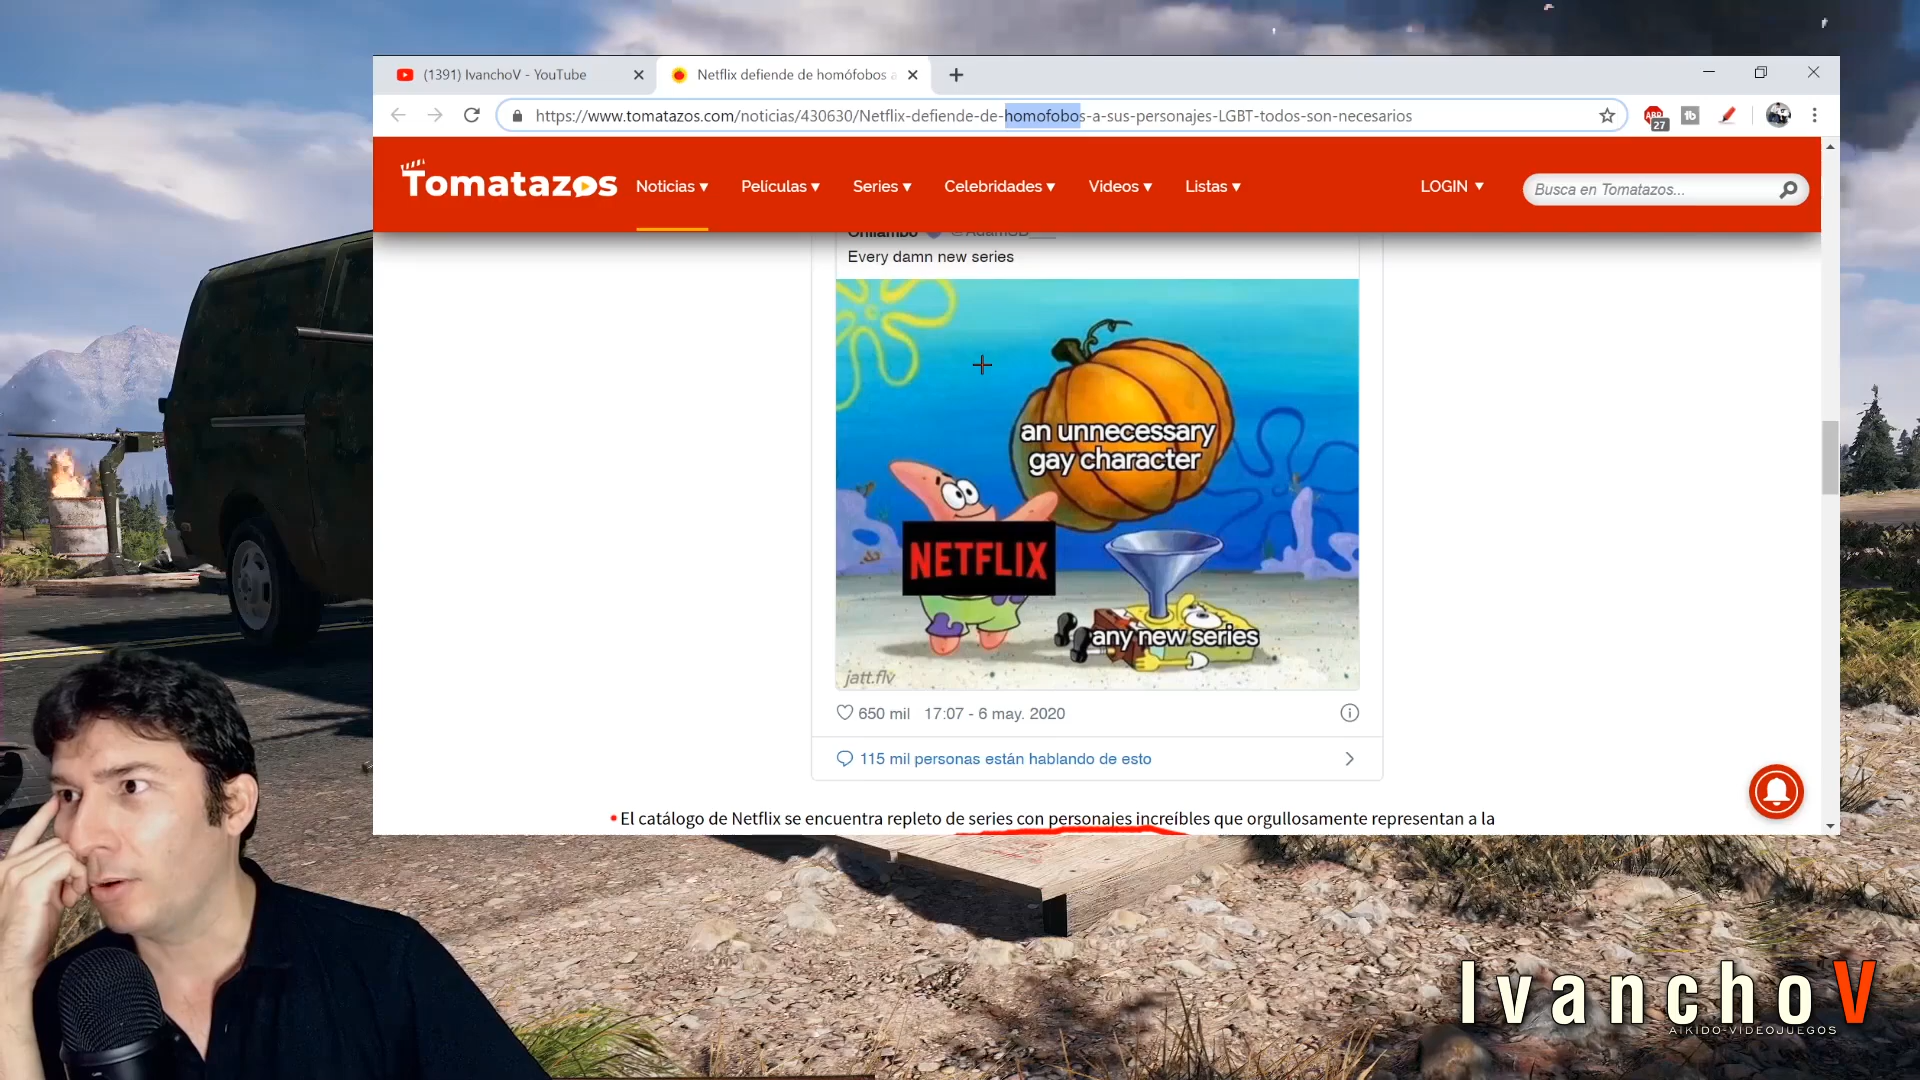 (1391) IvanchoV - YouTube
Netflix defiende de homófobos a
https://www.tomatazos.com/noticias/430630/Netflix-defiende-de-homofobos-a-sus-personajes-LGBT-todos-son-necesarios
ABP
27
tb
Tomatazos
Noticias ▾
Películas ▾
Series ▾
Celebridades ▾
Videos ▾
Listas ▾
LOGIN ▾
Busca en Tomatazos...
Every damn new series
an unnecessary
gay character
NETFLIX
any new series
jatt.flv
650 mil 17:07 - 6 may. 2020
115 mil personas están hablando de esto
El catálogo de Netflix se encuentra repleto de series con personajes increíbles que orgullosamente representan a la
IvanchoV
AIKIDO-VIDEOJUEGOS